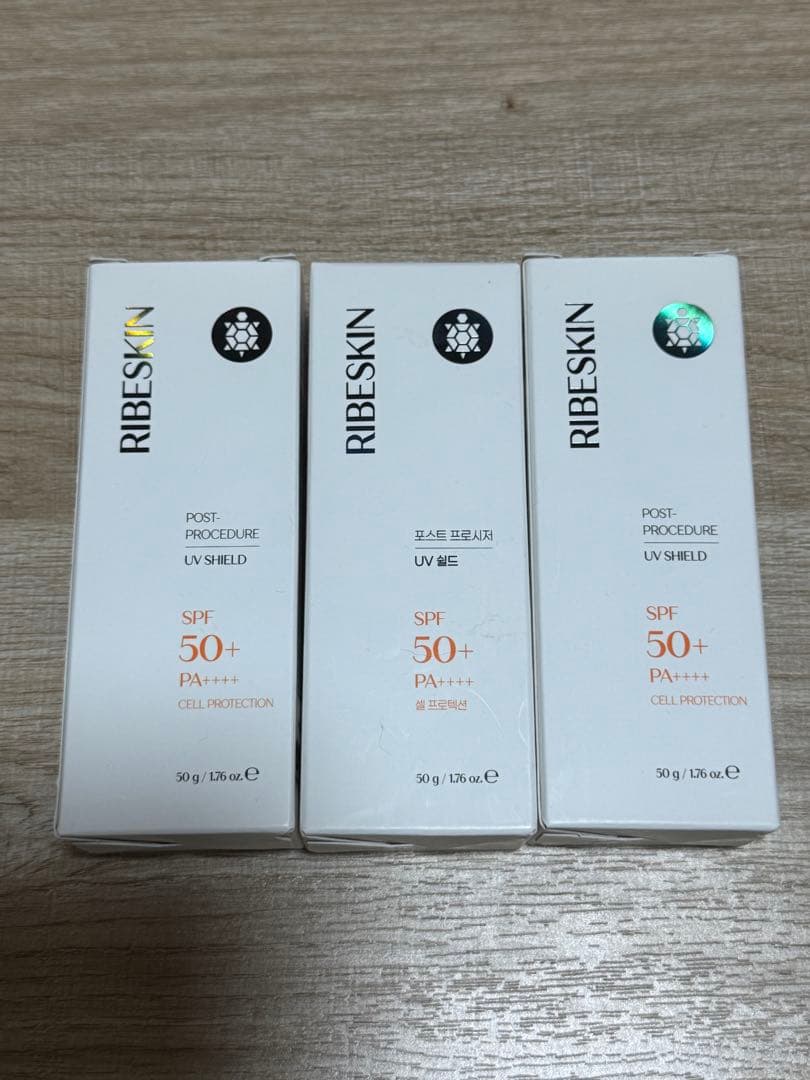 RIBESKIN
POST-
PROCEDURE
UV SHIELD
SPF
50+
PA++++
CELL PROTECTION
50 g / 1.76 oz. ℮
RIBESKIN
포스트 프로시저
UV 쉴드
SPF
50+
PA++++
셀 프로텍션
50 g / 1.76 oz. ℮
RIBESKIN
POST-
PROCEDURE
UV SHIELD
SPF
50+
PA++++
CELL PROTECTION
50 g / 1.76 oz. ℮